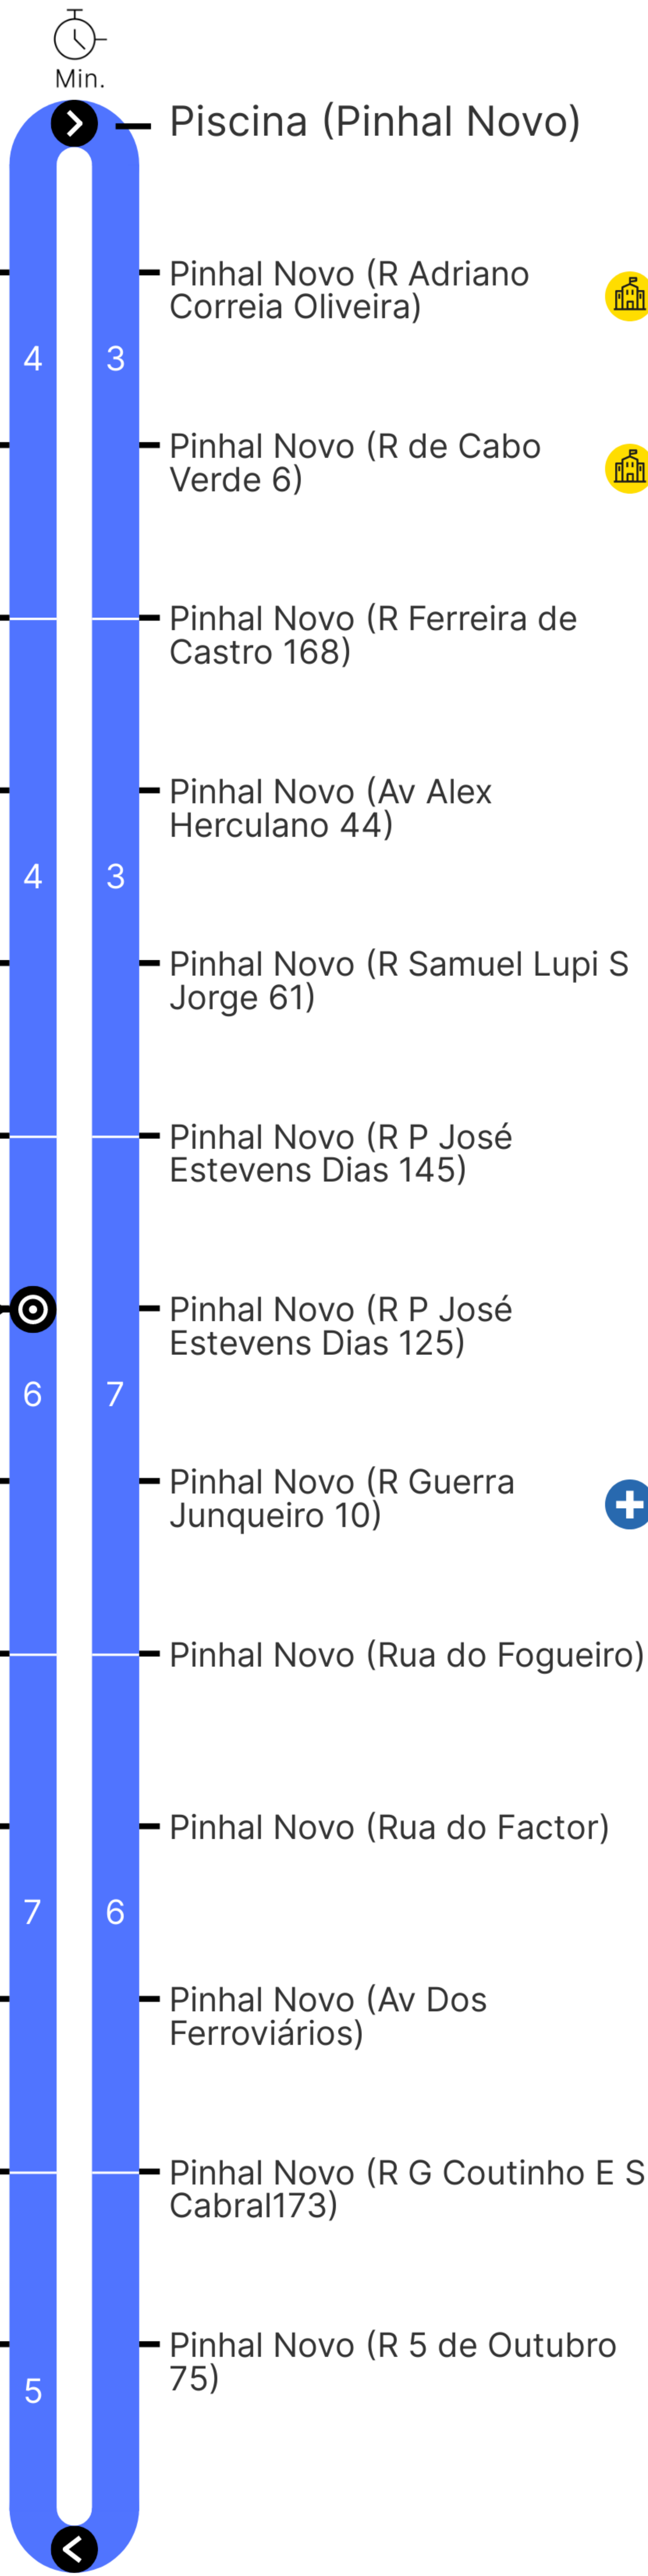 Min.
Piscina (Pinhal Novo)
Pinhal Novo (R Adriano
Correia Oliveira)
4
3
Pinhal Novo (R de Cabo
Verde 6)
Pinhal Novo (R Ferreira de
Castro 168)
Pinhal Novo (Av Alex
Herculano 44)
4
3
Pinhal Novo (R Samuel Lupi S
Jorge 61)
Pinhal Novo (R P José
Estevens Dias 145)
Pinhal Novo (R P José
Estevens Dias 125)
6
7
Pinhal Novo (R Guerra
Junqueiro 10)
Pinhal Novo (Rua do Fogueiro)
Pinhal Novo (Rua do Factor)
7
6
Pinhal Novo (Av Dos
Ferroviários)
Pinhal Novo (R G Coutinho E S
Cabral173)
Pinhal Novo (R 5 de Outubro
75)
5